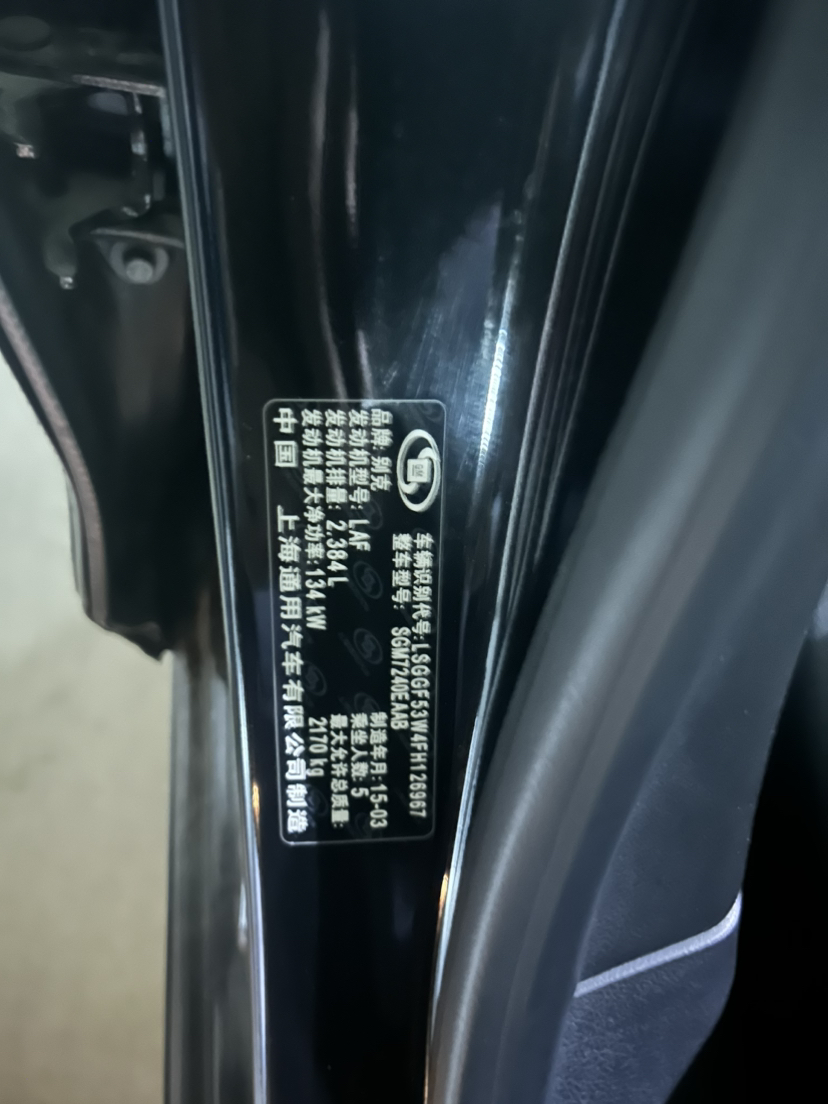 车辆识别代号:LSGGF53W4FH126967
整车型号: SGM7240EAAB
品牌: 别克
制造年月:15-03
发动机型号: LAF
乘坐人数: 5
发动机排量: 2.384 L
最大允许总质量:
发动机最大净功率:134 kW
2170 kg
中国 上海通用汽车有限公司制造